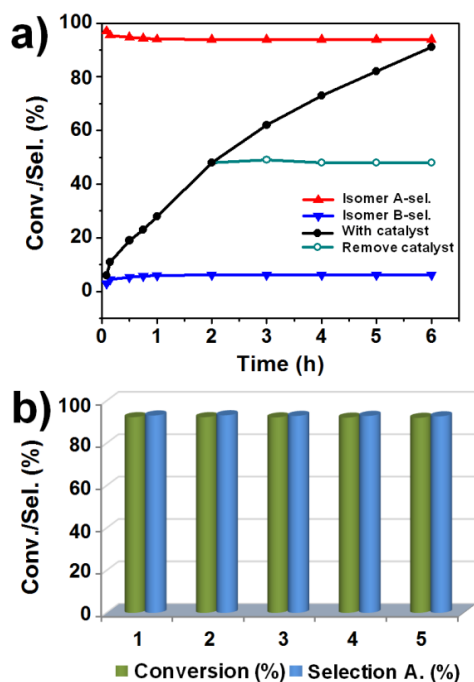 a)
Conv./Sel. (%)
100
80
60
40
20
0
Isomer A-sel.
Isomer B-sel.
With catalyst
Remove catalyst
0 1 2 3 4 5 6
Time (h)
b)
Conv./Sel. (%)
100
80
60
40
20
0
1 2 3 4 5
Conversion (%) Selection A. (%)